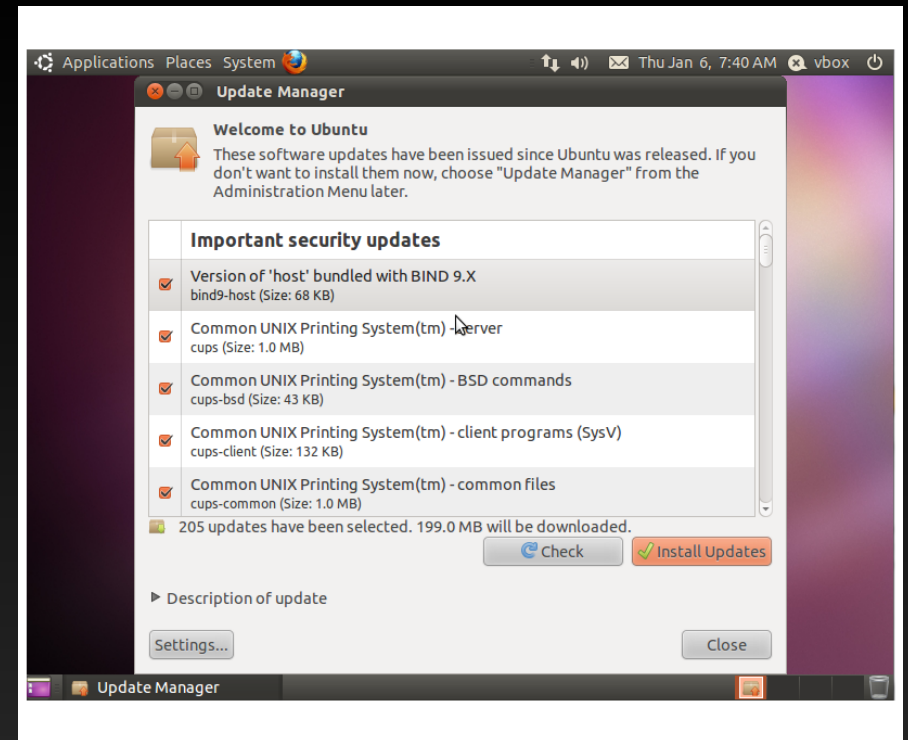 Applications Places System
Thu Jan 6, 7:40 AM vbox
Update Manager
Welcome to Ubuntu
These software updates have been issued since Ubuntu was released. If you
don't want to install them now, choose "Update Manager" from the
Administration Menu later.
Important security updates
Version of 'host' bundled with BIND 9.X
bind9-host (Size: 68 KB)
Common UNIX Printing System(tm) - server
cups (Size: 1.0 MB)
Common UNIX Printing System(tm) - BSD commands
cups-bsd (Size: 43 KB)
Common UNIX Printing System(tm) - client programs (SysV)
cups-client (Size: 132 KB)
Common UNIX Printing System(tm) - common files
cups-common (Size: 1.0 MB)
205 updates have been selected. 199.0 MB will be downloaded.
Check
Install Updates
Description of update
Settings...
Close
Update Manager